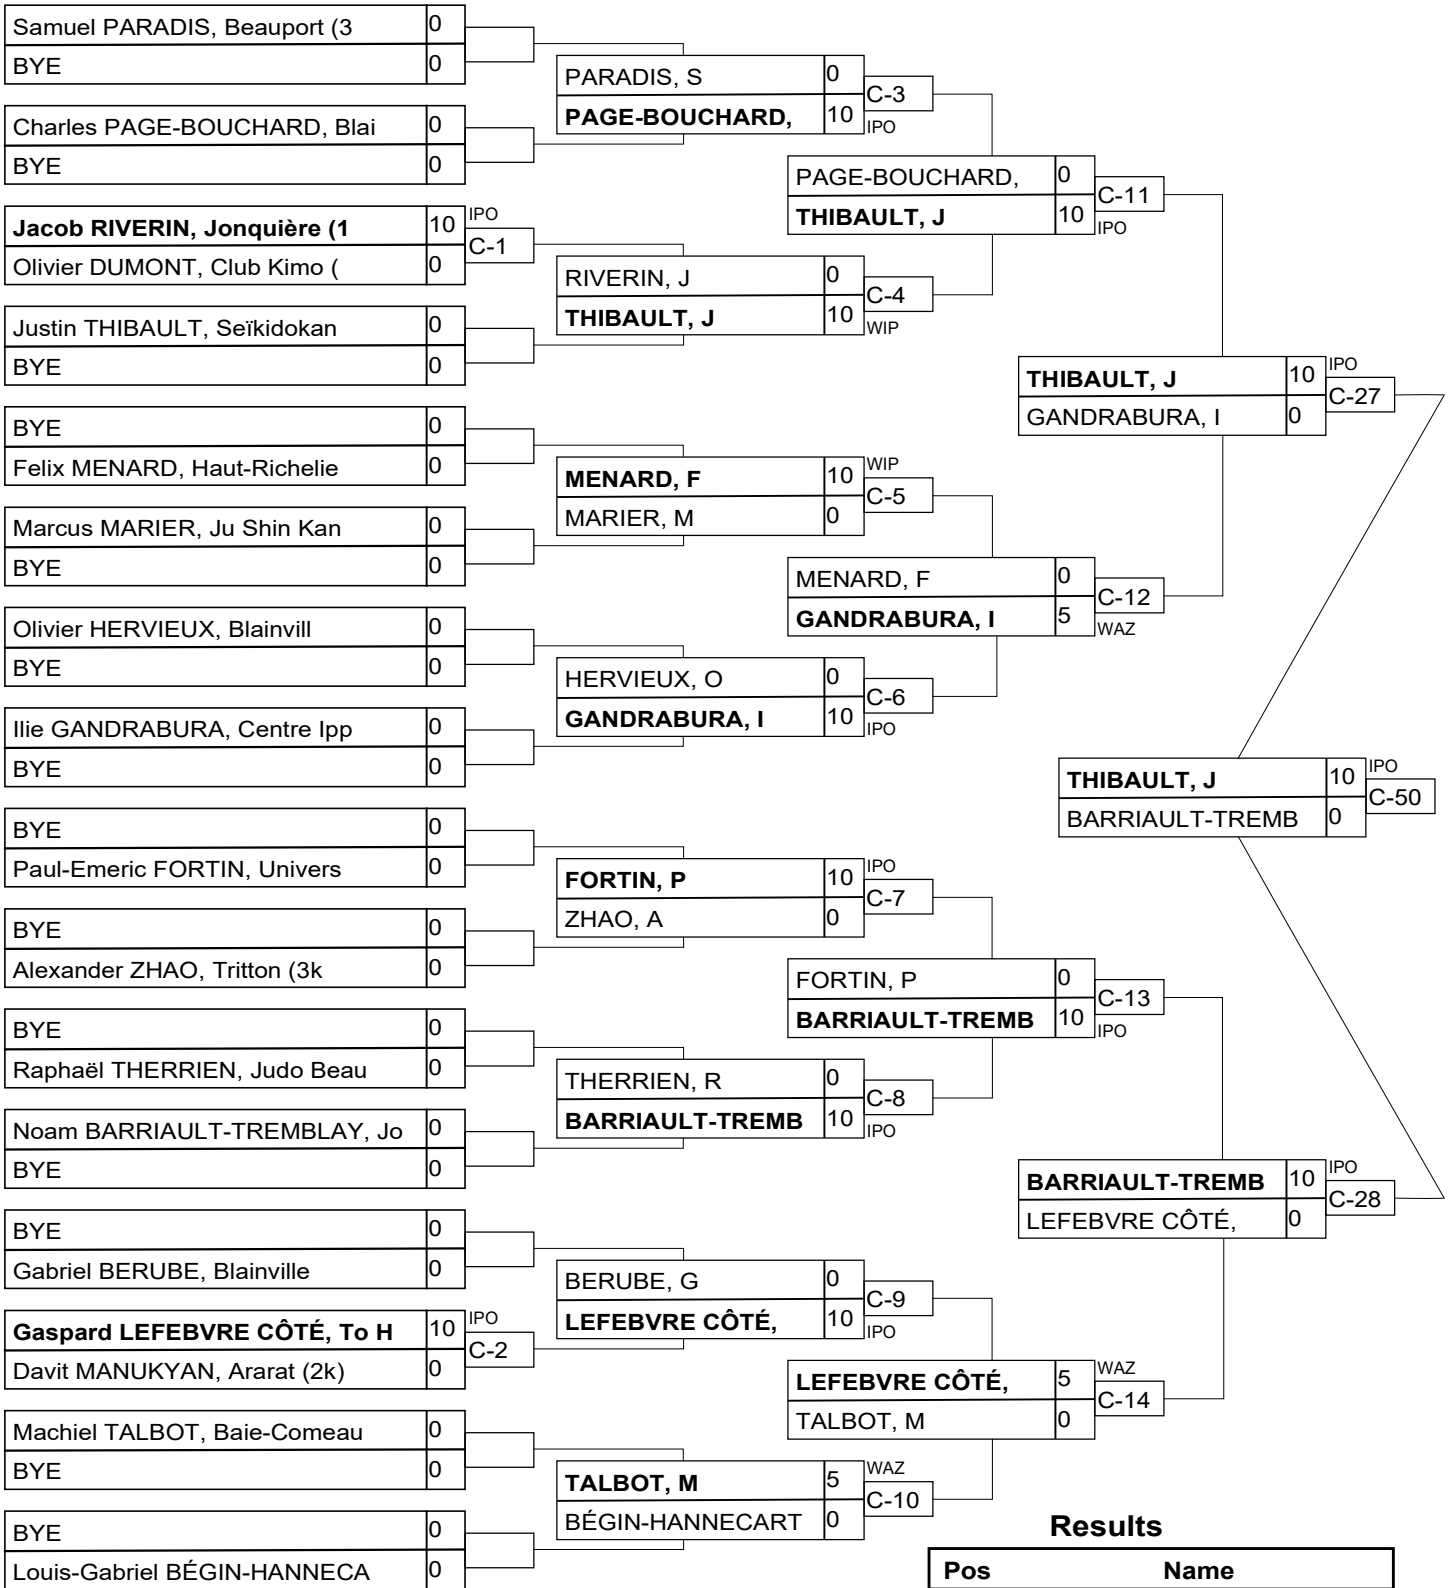 Samuel PARADIS, Beauport (3 0
BYE 0
Charles PAGE-BOUCHARD, Blai 0
BYE 0
Jacob RIVERIN, Jonquière (1 10 IPO
C-1
Olivier DUMONT, Club Kimo ( 0
Justin THIBAULT, Seïkidokan 0
BYE 0
BYE 0
Felix MENARD, Haut-Richelie 0
Marcus MARIER, Ju Shin Kan 0
BYE 0
Olivier HERVIEUX, Blainvill 0
BYE 0
Ilie GANDRABURA, Centre Ipp 0
BYE 0
BYE 0
Paul-Emeric FORTIN, Univers 0
BYE 0
Alexander ZHAO, Tritton (3k 0
BYE 0
Raphaël THERRIEN, Judo Beau 0
Noam BARRIAULT-TREMBLAY, Jo 0
BYE 0
BYE 0
Gabriel BERUBE, Blainville 0
Gaspard LEFEBVRE CÔTÉ, To H 10 IPO
C-2
Davit MANUKYAN, Ararat (2k) 0
Machiel TALBOT, Baie-Comeau 0
BYE 0
BYE 0
Louis-Gabriel BÉGIN-HANNECA 0
PARADIS, S 0
C-3
PAGE-BOUCHARD, 10 IPO
RIVERIN, J 0
C-4
THIBAULT, J 10 WIP
MENARD, F 10 WIP
C-5
MARIER, M 0
HERVIEUX, O 0
C-6
GANDRABURA, I 10 IPO
FORTIN, P 10 IPO
C-7
ZHAO, A 0
THERRIEN, R 0
C-8
BARRIAULT-TREMB 10 IPO
BERUBE, G 0
C-9
LEFEBVRE CÔTÉ, 10 IPO
TALBOT, M 5 WAZ
C-10
BÉGIN-HANNECART 0
PAGE-BOUCHARD, 0
C-11
THIBAULT, J 10 IPO
MENARD, F 0
C-12
GANDRABURA, I 5 WAZ
FORTIN, P 0
C-13
BARRIAULT-TREMB 10 IPO
LEFEBVRE CÔTÉ, 5 WAZ
C-14
TALBOT, M 0
THIBAULT, J 10 IPO
C-27
GANDRABURA, I 0
BARRIAULT-TREMB 10 IPO
C-28
LEFEBVRE CÔTÉ, 0
THIBAULT, J 10 IPO
C-50
BARRIAULT-TREMB 0
Results
Pos Name